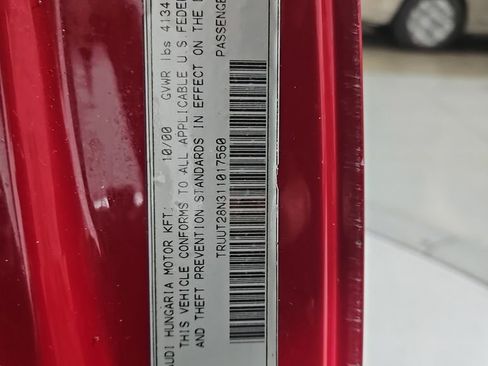 AUDI HUNGARIA MOTOR KFT. 10/00 GVWR lbs 4134
THIS VEHICLE CONFORMS TO ALL APPLICABLE U.S FEDE
AND THEFT PREVENTION STANDARDS IN EFFECT ON THE
TRUUT28N311017560 PASSENGE